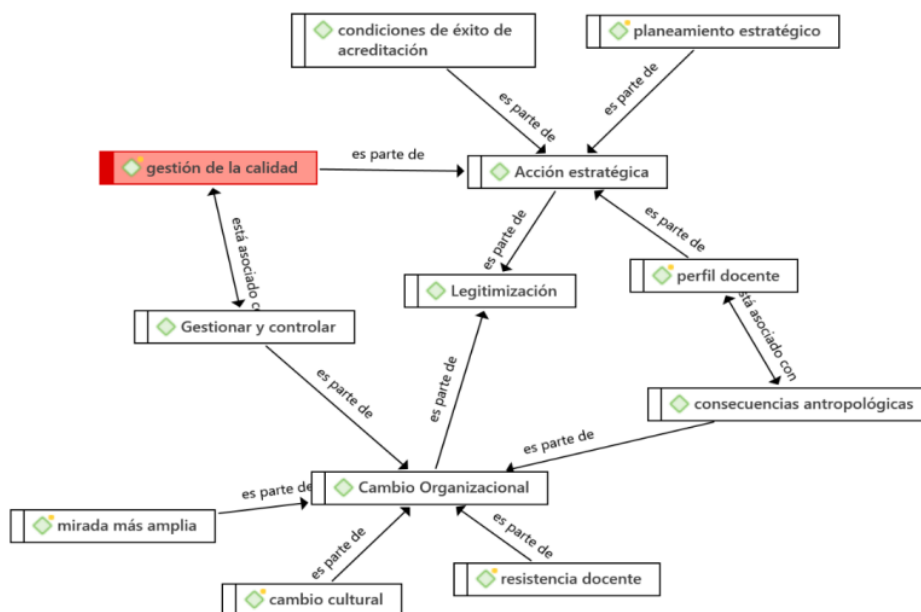 condiciones de éxito de
acreditación
planeamiento estratégico
es parte de
es parte de
gestión de la calidad
es parte de
Acción estratégica
está asociado co
es parte de
es parte de
perfil docente
Legitimización
Gestionar y controlar
está asociado con
es parte de
es parte de
consecuencias antropológicas
es parte de
Cambio Organizacional
es parte de
mirada más amplia
es parte de
es parte de
resistencia docente
cambio cultural